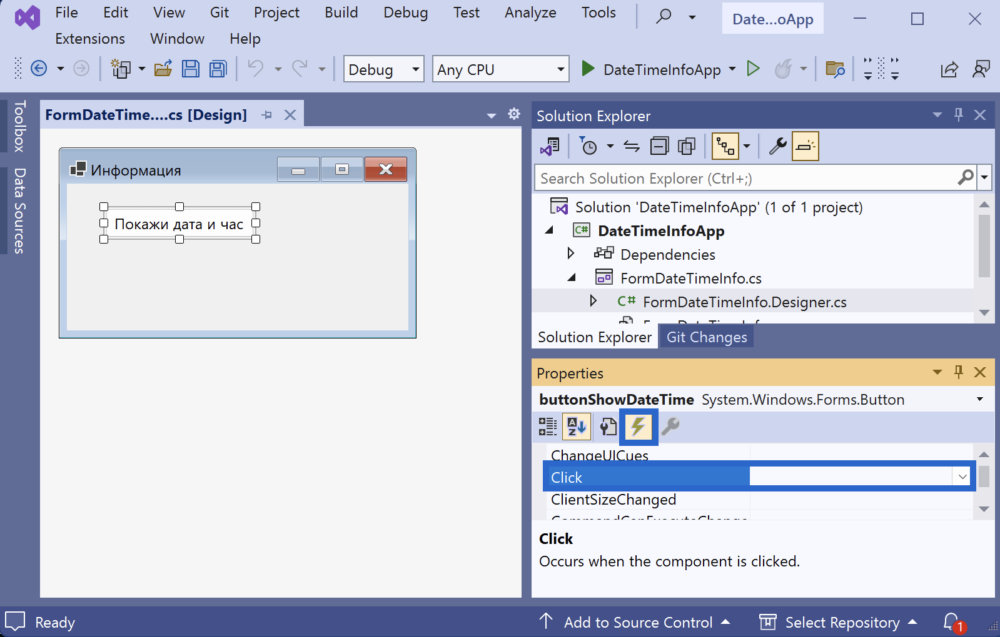 File Edit View Git Project Build Debug Test Analyze Tools Date...oApp
Extensions Window Help
Debug Any CPU DateTimeInfoApp
Toolbox
Data Sources
FormDateTime....cs [Design]
Информация
Покажи дата и час
Solution Explorer
Search Solution Explorer (Ctrl+;)
Solution 'DateTimeInfoApp' (1 of 1 project)
C# DateTimeInfoApp
Dependencies
FormDateTimeInfo.cs
C# FormDateTimeInfo.Designer.cs
Solution Explorer Git Changes
Properties
buttonShowDateTime System.Windows.Forms.Button
ChangeUICues
Click
ClientSizeChanged
Click
Occurs when the component is clicked.
Ready Add to Source Control Select Repository 1